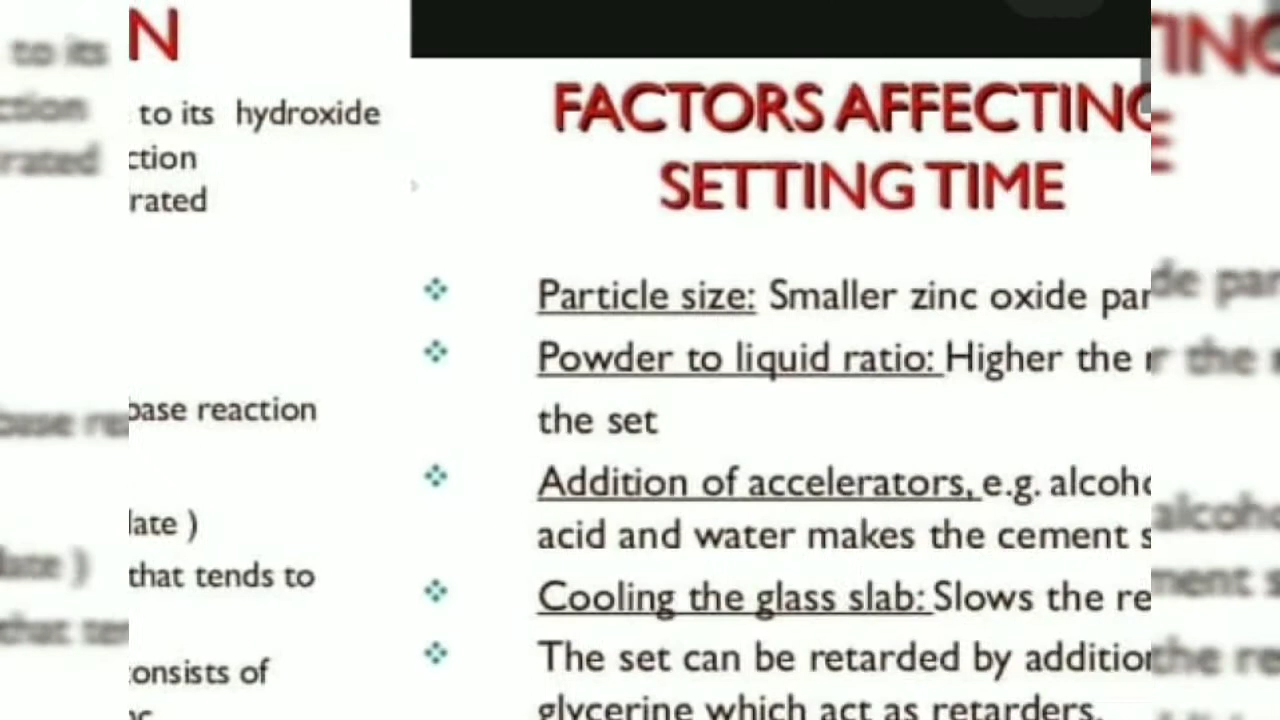 N
to its hydroxide
ction
rated
base reaction
late )
that tends to
consists of
FACTORS AFFECTING
SETTING TIME
Particle size: Smaller zinc oxide par
Powder to liquid ratio: Higher the r
the set
Addition of accelerators, e.g. alcoho
acid and water makes the cement s
Cooling the glass slab: Slows the re
The set can be retarded by addition
glycerine which act as retarders.